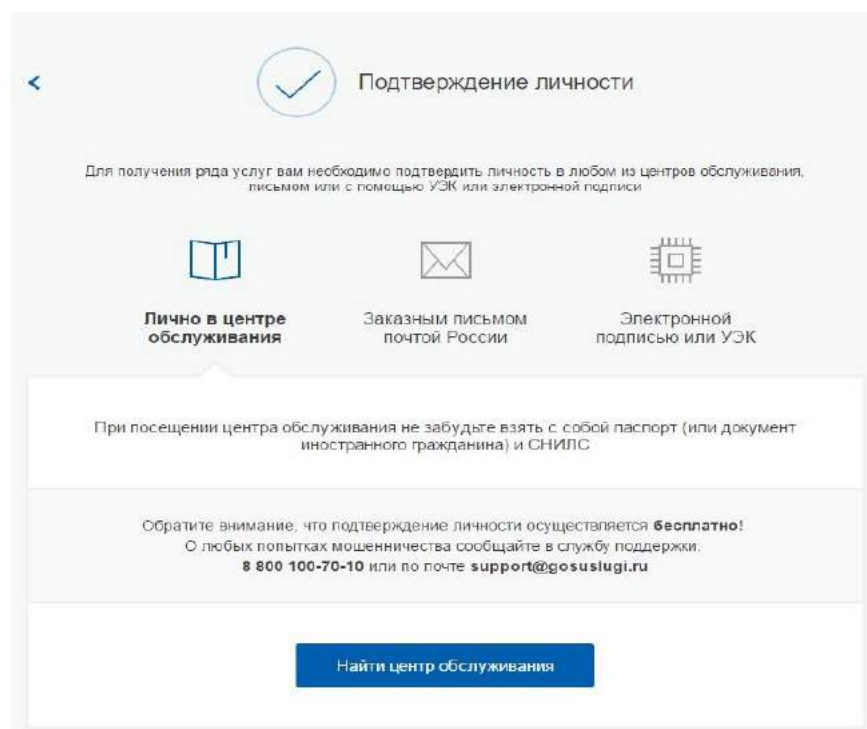 Подтверждение личности
Для получения ряда услуг вам необходимо подтвердить личность в любом из центров обслуживания,
письмом или с помощью УЭК или электронной подписи
Лично в центре
обслуживания
Заказным письмом
почтой России
Электронной
подписью или УЭК
При посещении центра обслуживания не забудьте взять с собой паспорт (или документ
иностранного гражданина) и СНИЛС
Обратите внимание, что подтверждение личности осуществляется бесплатно!
О любых попытках мошенничества сообщайте в службу поддержки:
8 800 100-70-10 или по почте support@gosuslugi.ru
Найти центр обслуживания